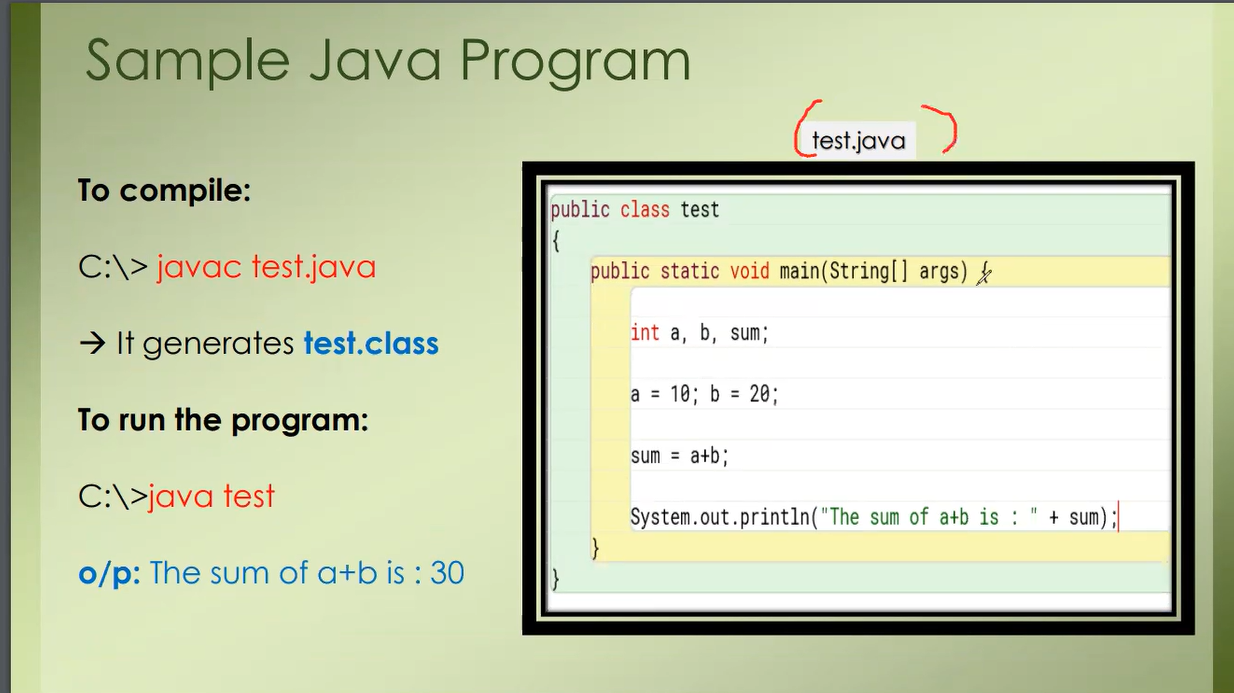 Sample Java Program
test.java
To compile:
C:\> javac test.java
→ It generates test.class
To run the program:
C:\>java test
o/p: The sum of a+b is : 30
public class test
{
public static void main(String[] args) {
int a, b, sum;
a = 10; b = 20;
sum = a+b;
System.out.println("The sum of a+b is : " + sum);
}
}